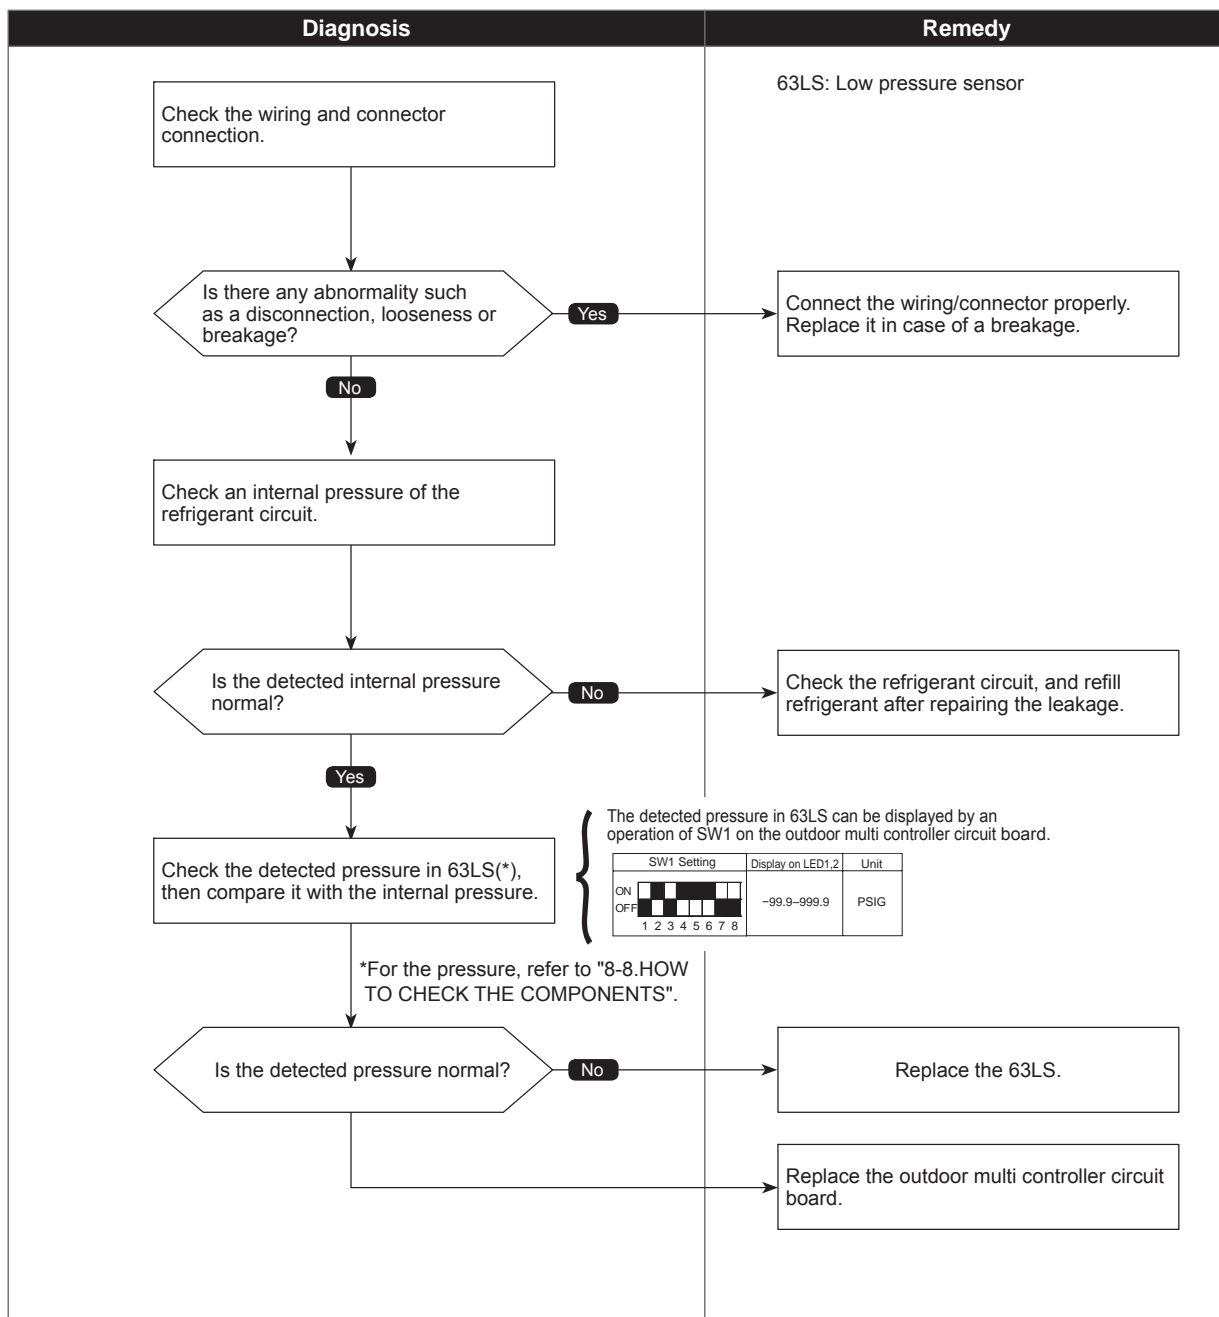 Diagnosis
Remedy
63LS: Low pressure sensor
Check the wiring and connector
connection.
Is there any abnormality such
as a disconnection, looseness or
breakage?
Yes
Connect the wiring/connector properly.
Replace it in case of a breakage.
No
Check an internal pressure of the
refrigerant circuit.
Is the detected internal pressure
normal?
No
Check the refrigerant circuit, and refill
refrigerant after repairing the leakage.
Yes
The detected pressure in 63LS can be displayed by an
operation of SW1 on the outdoor multi controller circuit board.
Check the detected pressure in 63LS(*),
then compare it with the internal pressure.
SW1 Setting
Display on LED1,2
Unit
ON
OFF
1 2 3 4 5 6 7 8
−99.9–999.9
PSIG
*For the pressure, refer to "8-8.HOW
TO CHECK THE COMPONENTS".
Is the detected pressure normal?
No
Replace the 63LS.
Replace the outdoor multi controller circuit
board.